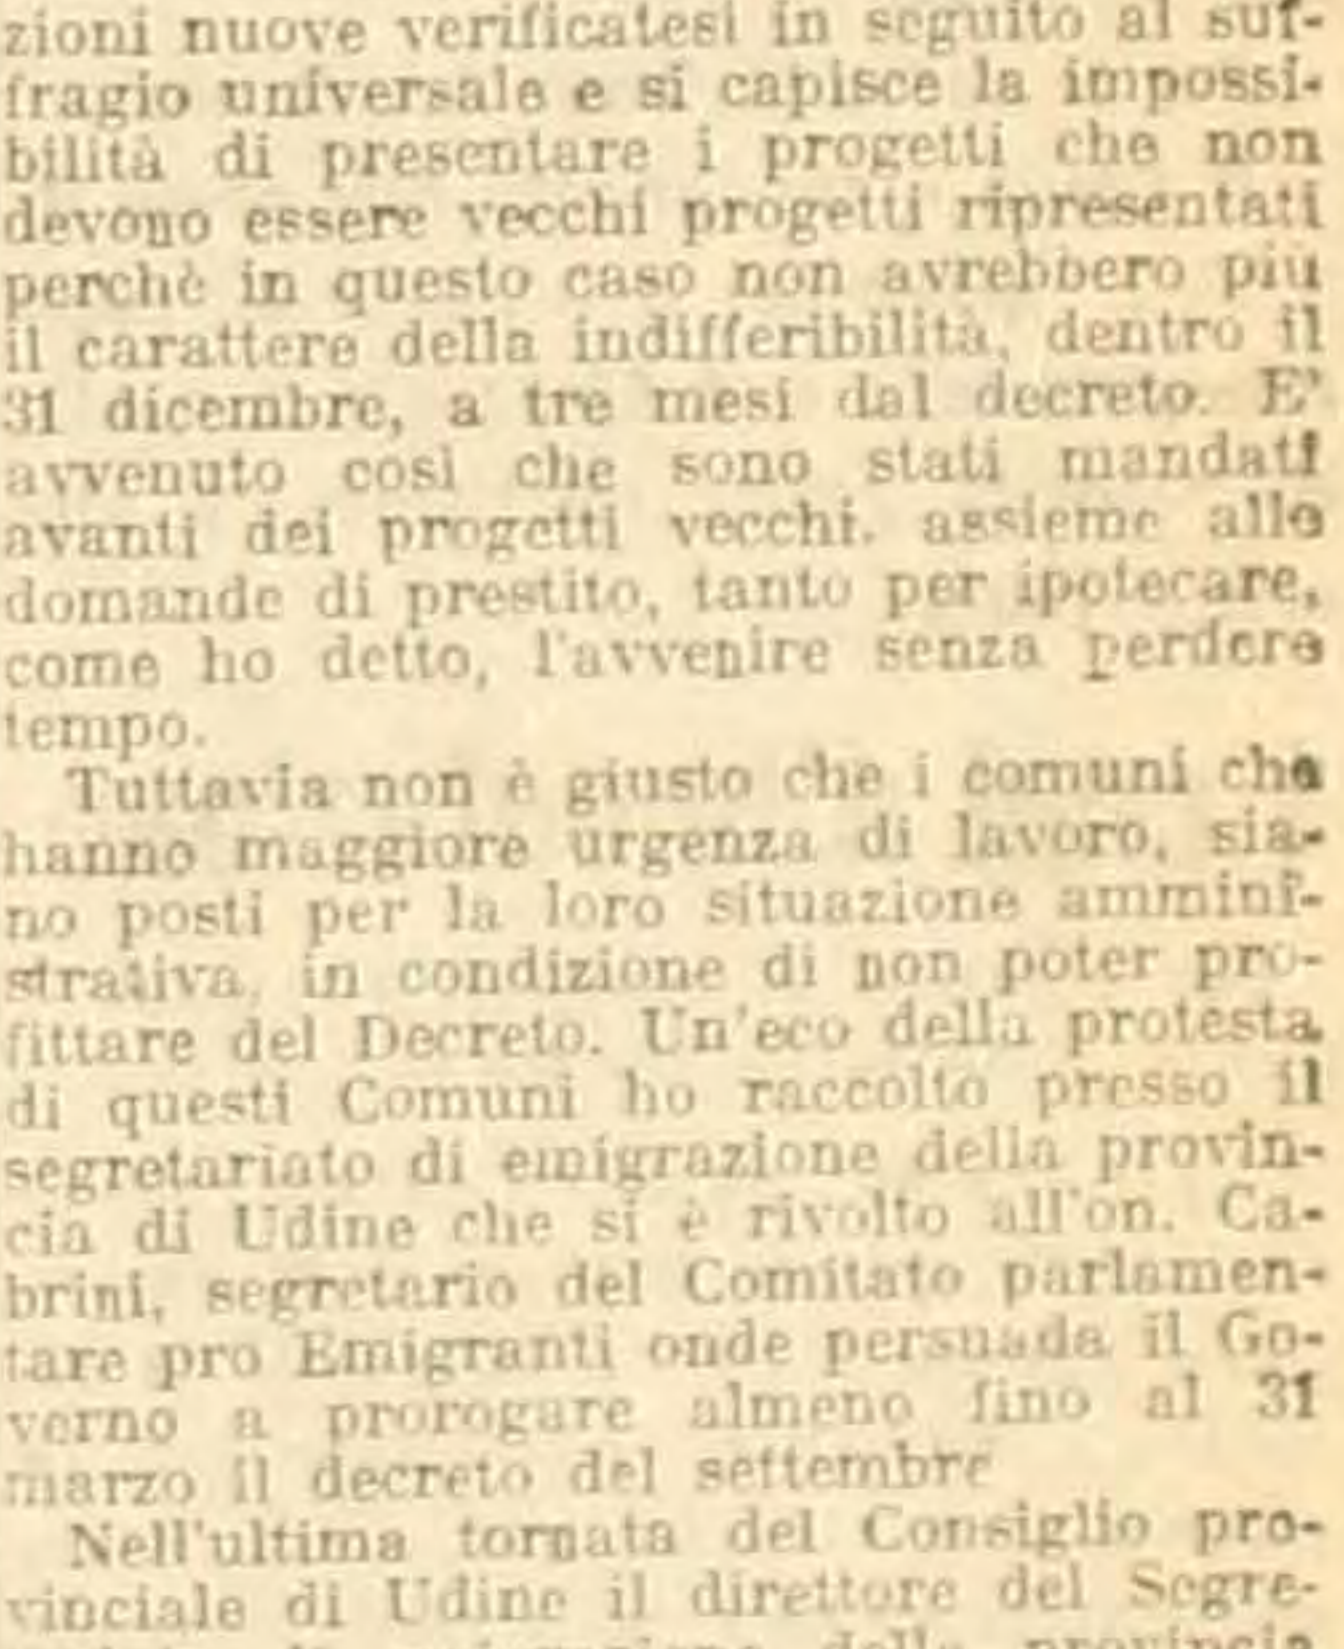 zioni nuove verificatesi in seguito al suf-
fragio universale e si capisce la impossi-
bilità di presentare i progetti che non
devono essere vecchi progetti ripresentati
perchè in questo caso non avrebbero più
il carattere della indifferibilità, dentro il
31 dicembre, a tre mesi dal decreto. E'
avvenuto così che sono stati mandati
avanti dei progetti vecchi, assieme alle
domande di prestito, tanto per ipotecare,
come ho detto, l'avvenire senza perdere
tempo.
Tuttavia non è giusto che i comuni che
hanno maggiore urgenza di lavoro, sia-
no posti per la loro situazione ammini-
strativa, in condizione di non poter pro-
fittare del Decreto. Un'eco della protesta
di questi Comuni ho raccolto presso il
segretariato di emigrazione della provin-
cia di Udine che si è rivolto all'on. Ca-
brini, segretario del Comitato parlamen-
tare pro Emigranti onde persuada il Go-
verno a prorogare almeno fino al 31
marzo il decreto del settembre
Nell'ultima tornata del Consiglio pro-
vinciale di Udine il direttore del Segre-
della provincia